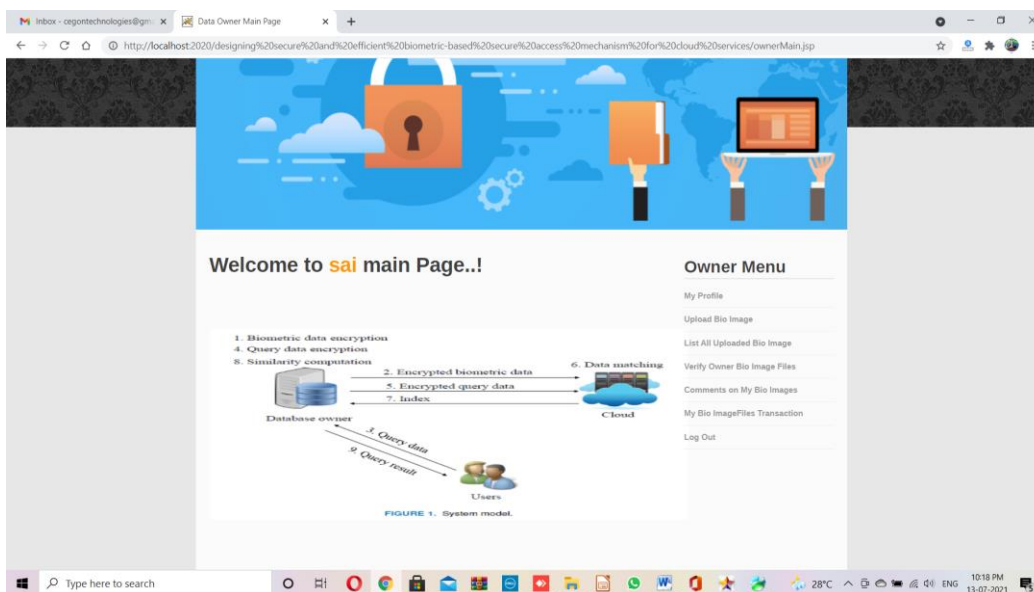 Inbox - cegontechnologies@gm
Data Owner Main Page
http://localhost:2020/designing%20secure%20and%20efficient%20biometric-based%20secure%20access%20mechanism%20for%20cloud%20services/ownerMain.jsp
Welcome to sai main Page..!
1. Biometric data encryption
4. Query data encryption
8. Similarity computation
2. Encrypted biometric data
6. Data matching
5. Encrypted query data
7. Index
Database owner
Cloud
3. Query data
9. Query result
Users
FIGURE 1. System model.
Owner Menu
My Profile
Upload Bio Image
List All Uploaded Bio Image
Verify Owner Bio Image Files
Comments on My Bio Images
My Bio ImageFiles Transaction
Log Out
Type here to search
28°C
ENG
10:18 PM
13-07-2021